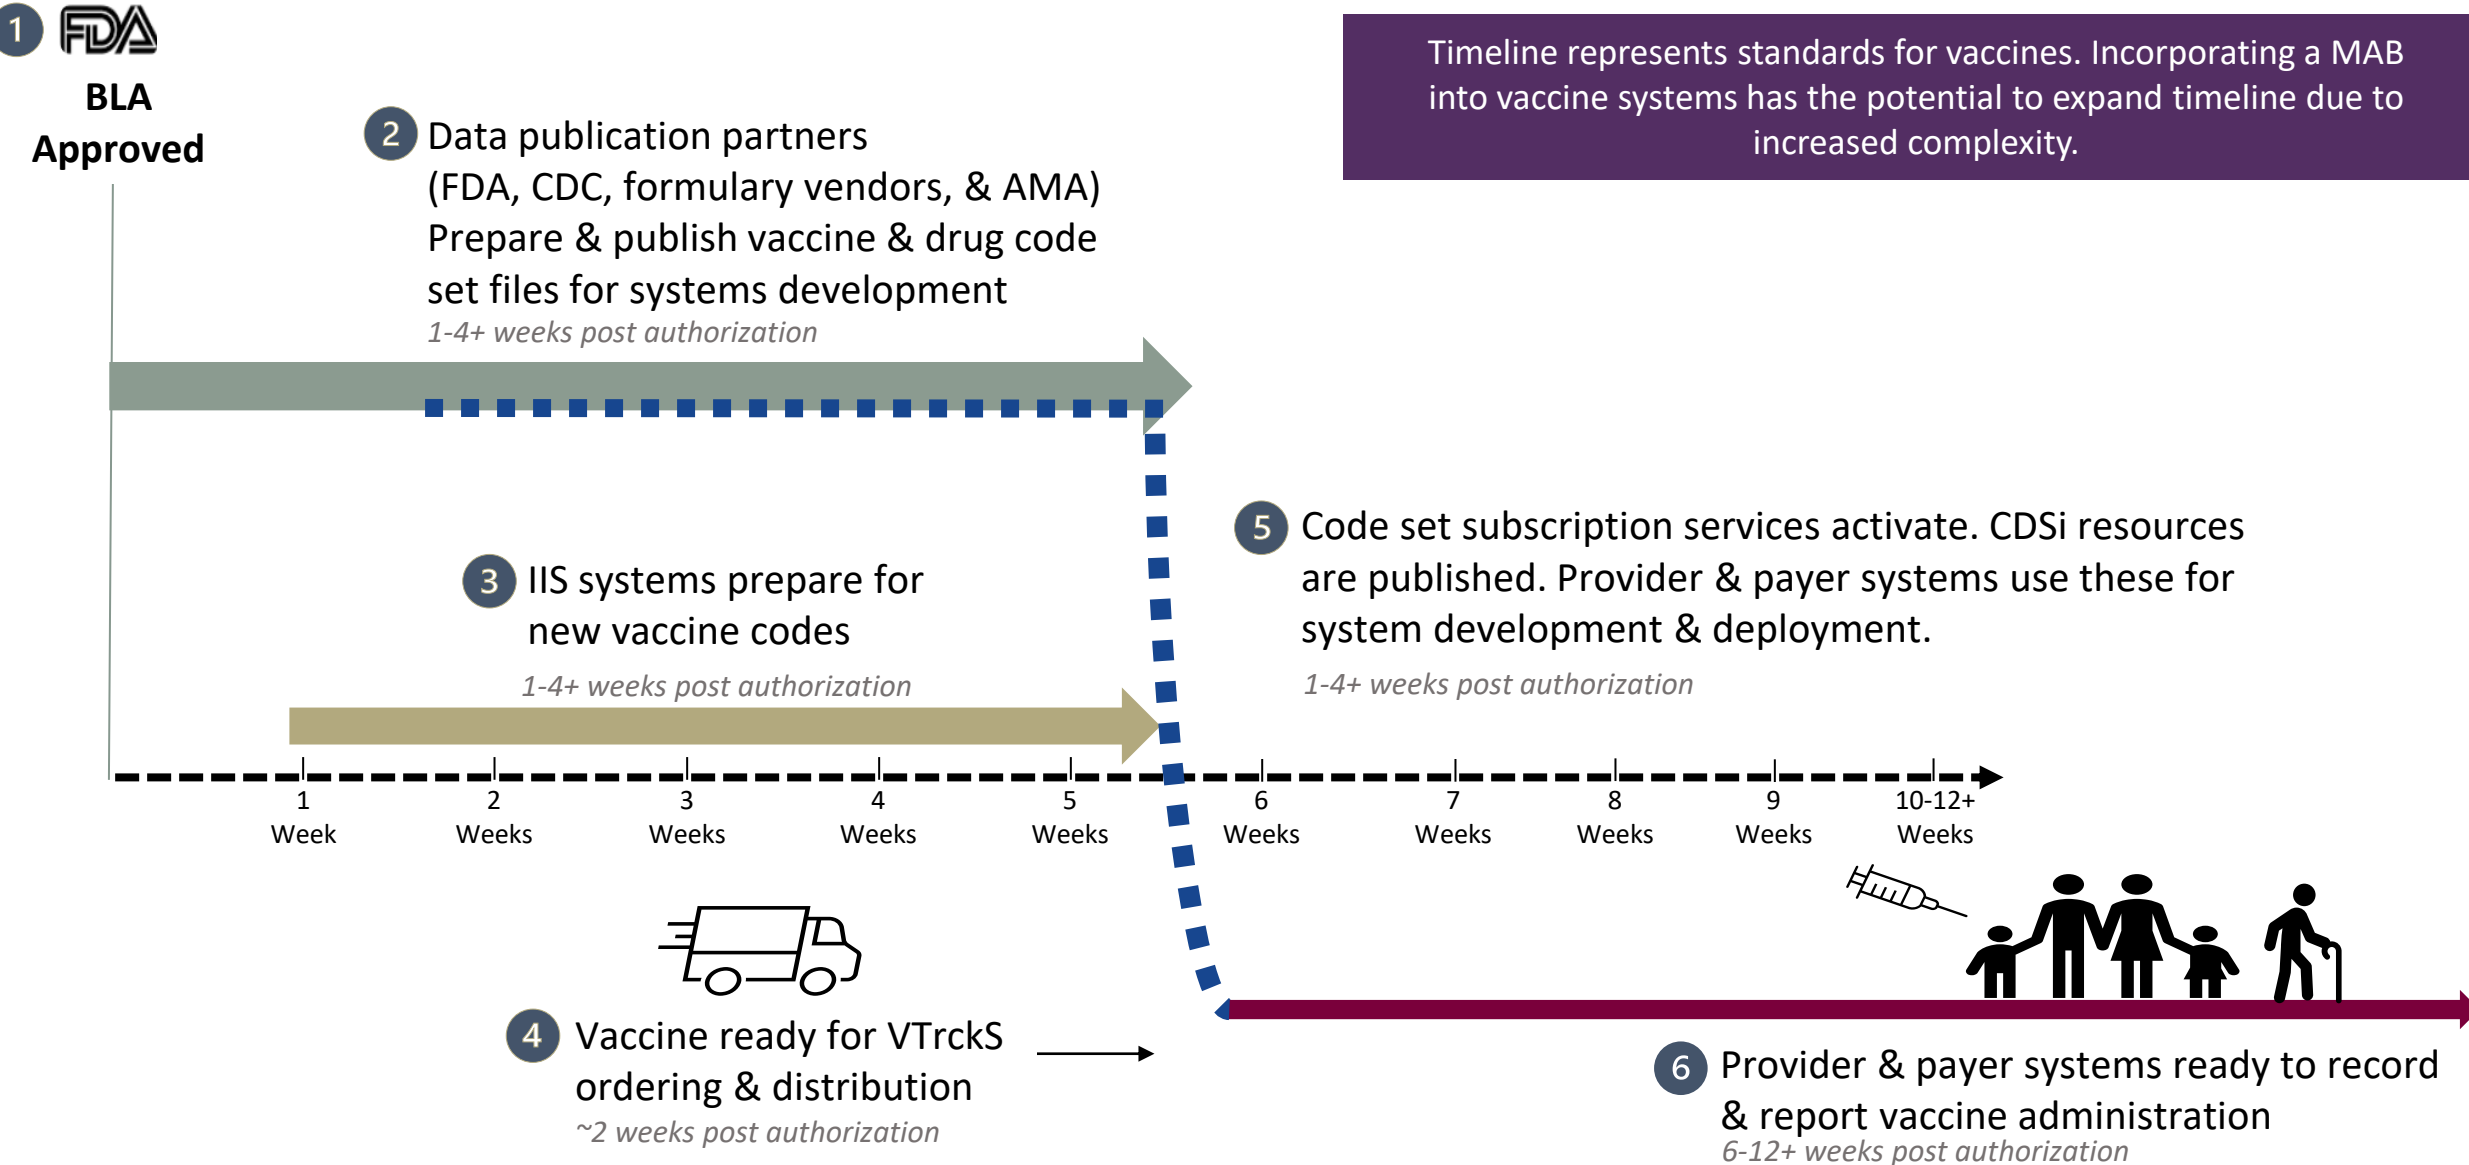 1 FDA
BLA
Approved
Timeline represents standards for vaccines. Incorporating a MAB
into vaccine systems has the potential to expand timeline due to
increased complexity.
2 Data publication partners
(FDA, CDC, formulary vendors, & AMA)
Prepare & publish vaccine & drug code
set files for systems development
1-4+ weeks post authorization
3 IIS systems prepare for
new vaccine codes
1-4+ weeks post authorization
5 Code set subscription services activate. CDSi resources
are published. Provider & payer systems use these for
system development & deployment.
1-4+ weeks post authorization
1 2 3 4 5 6 7 8 9 10-12+
Week Weeks Weeks Weeks Weeks Weeks Weeks Weeks Weeks Weeks
4 Vaccine ready for VTrckS
ordering & distribution
~2 weeks post authorization
6 Provider & payer systems ready to record
& report vaccine administration
6-12+ weeks post authorization